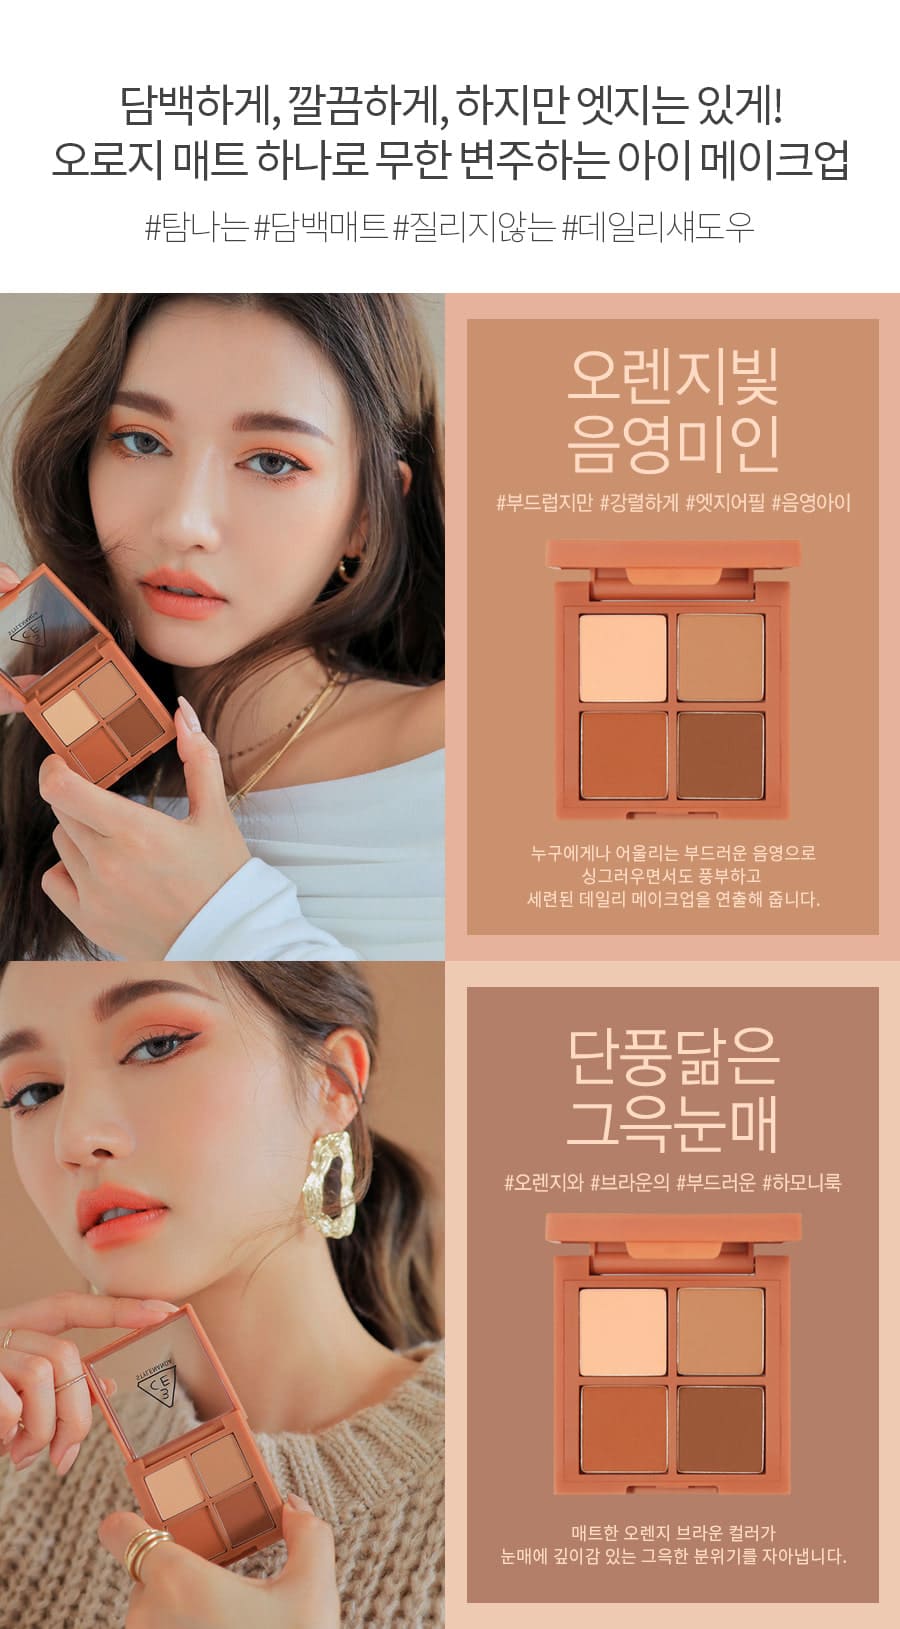 담백하게, 깔끔하게, 하지만 엣지는 있게!
오로지 매트 하나로 무한 변주하는 아이 메이크업
#탐나는 #담백매트 #질리지않는 #데일리섀도우
오렌지빛
음영미인
#부드럽지만 #강렬하게 #엣지어필 #음영아이
누구에게나 어울리는 부드러운 음영으로
싱그러우면서도 풍부하고
세련된 데일리 메이크업을 연출해 줍니다.
3CE
STYLENANDA
단풍닮은
그윽눈매
#오렌지와 #브라운의 #부드러운 #하모니룩
매트한 오렌지 브라운 컬러가
눈매에 깊이감 있는 그윽한 분위기를 자아냅니다.
3CE
STYLENANDA